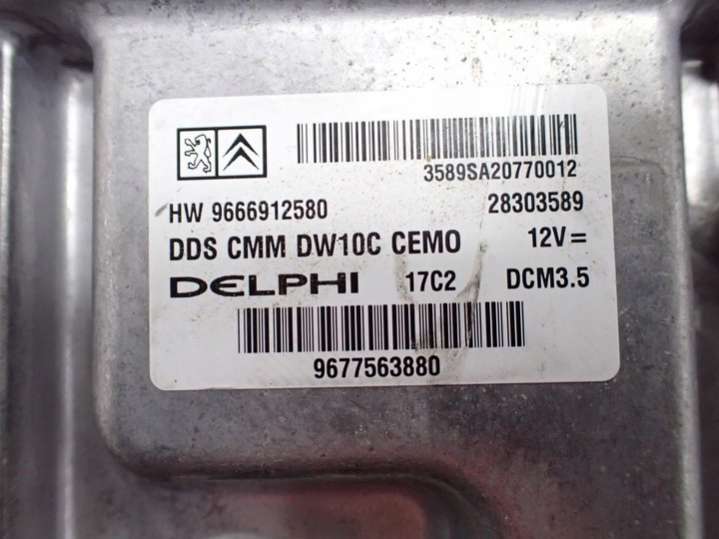 3589SA20770012
HW 9666912580 28303589
DDS CMM DW10C CEMO 12V=
DELPHI 17C2 DCM3.5
9677563880